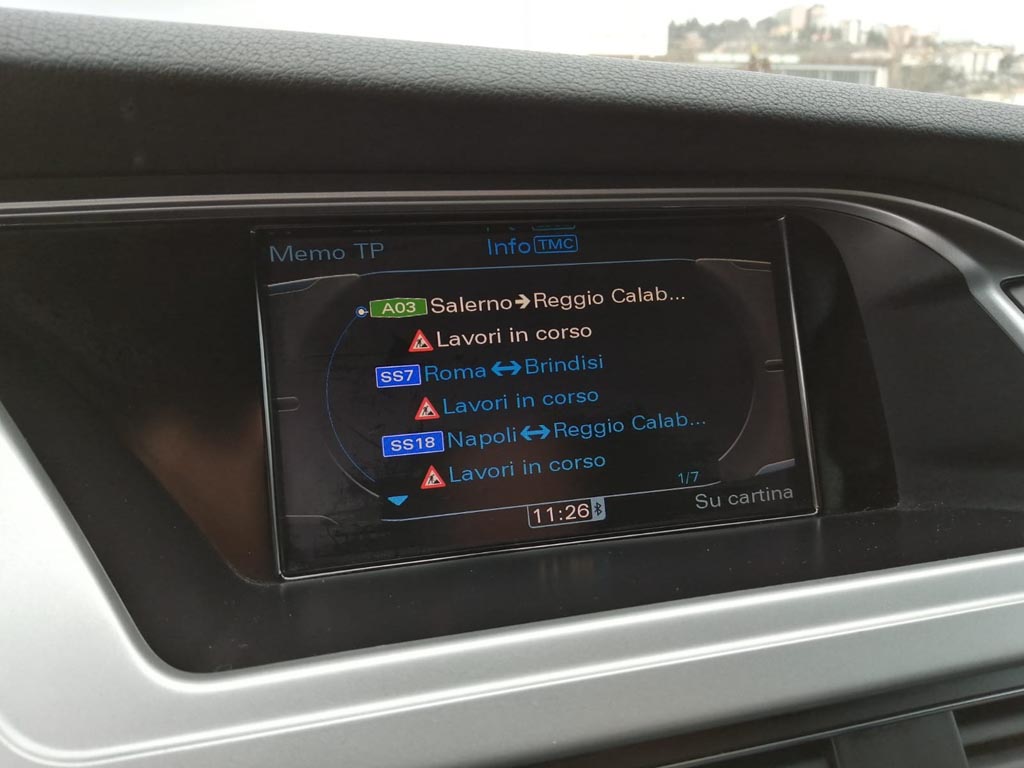 Memo TP
Info TMC
A03 Salerno→Reggio Calab...
Lavori in corso
SS7 Roma↔Brindisi
Lavori in corso
SS18 Napoli↔Reggio Calab...
Lavori in corso
1/7
11:26
Su cartina